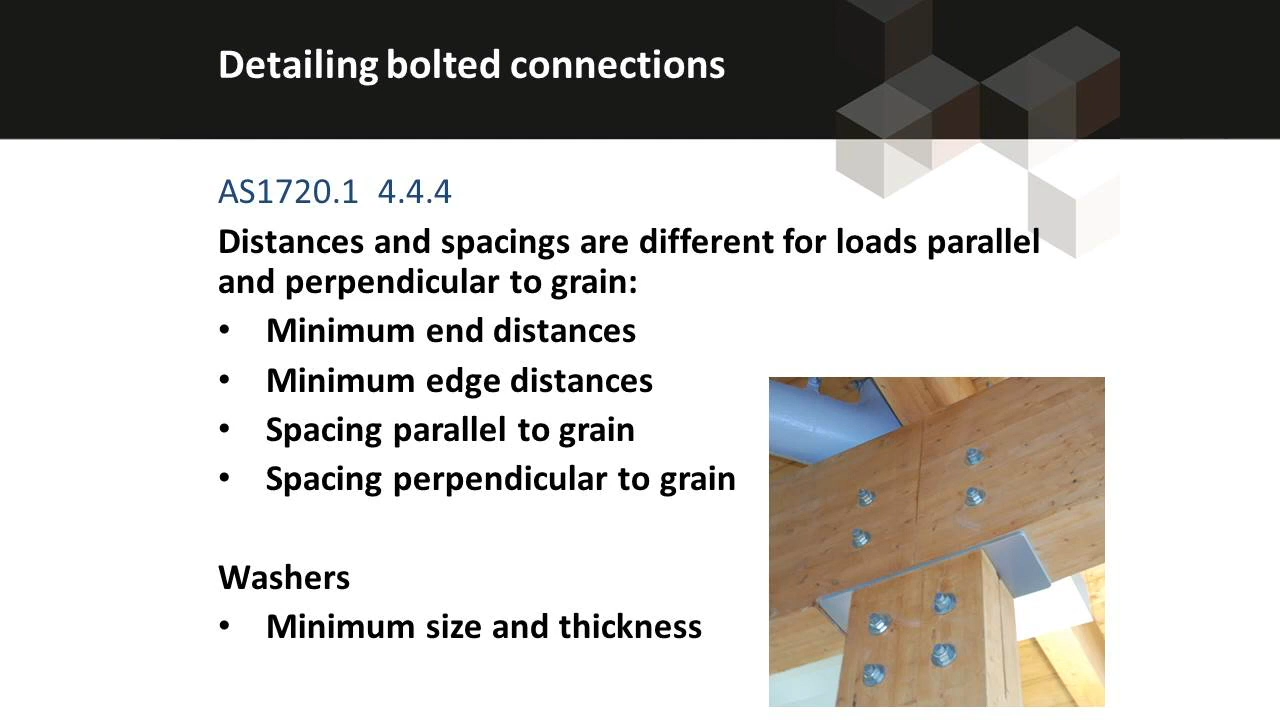 Detailing bolted connections
AS1720.1 4.4.4
Distances and spacings are different for loads parallel
and perpendicular to grain:
• Minimum end distances
• Minimum edge distances
• Spacing parallel to grain
• Spacing perpendicular to grain
Washers
• Minimum size and thickness